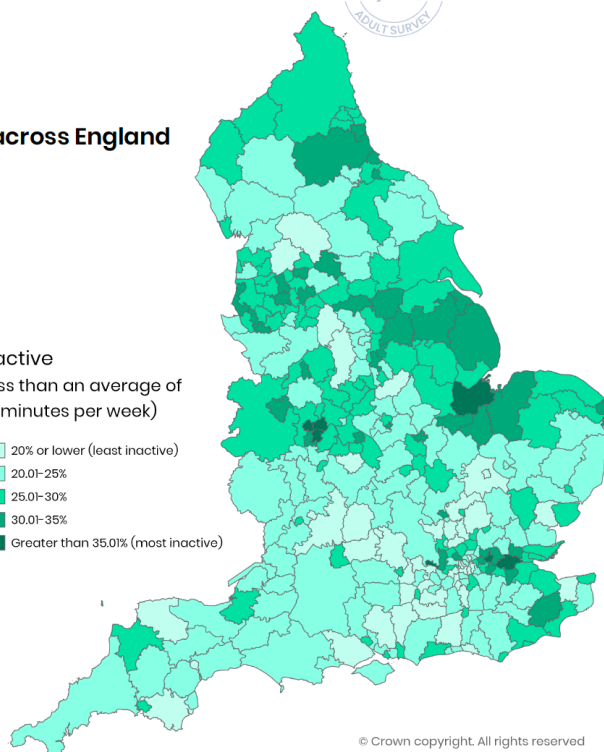 ADULT SURVEY
across England
active
ss than an average of
minutes per week)
20% or lower (least inactive)
20.01-25%
25.01-30%
30.01-35%
Greater than 35.01% (most inactive)
© Crown copyright. All rights reserved